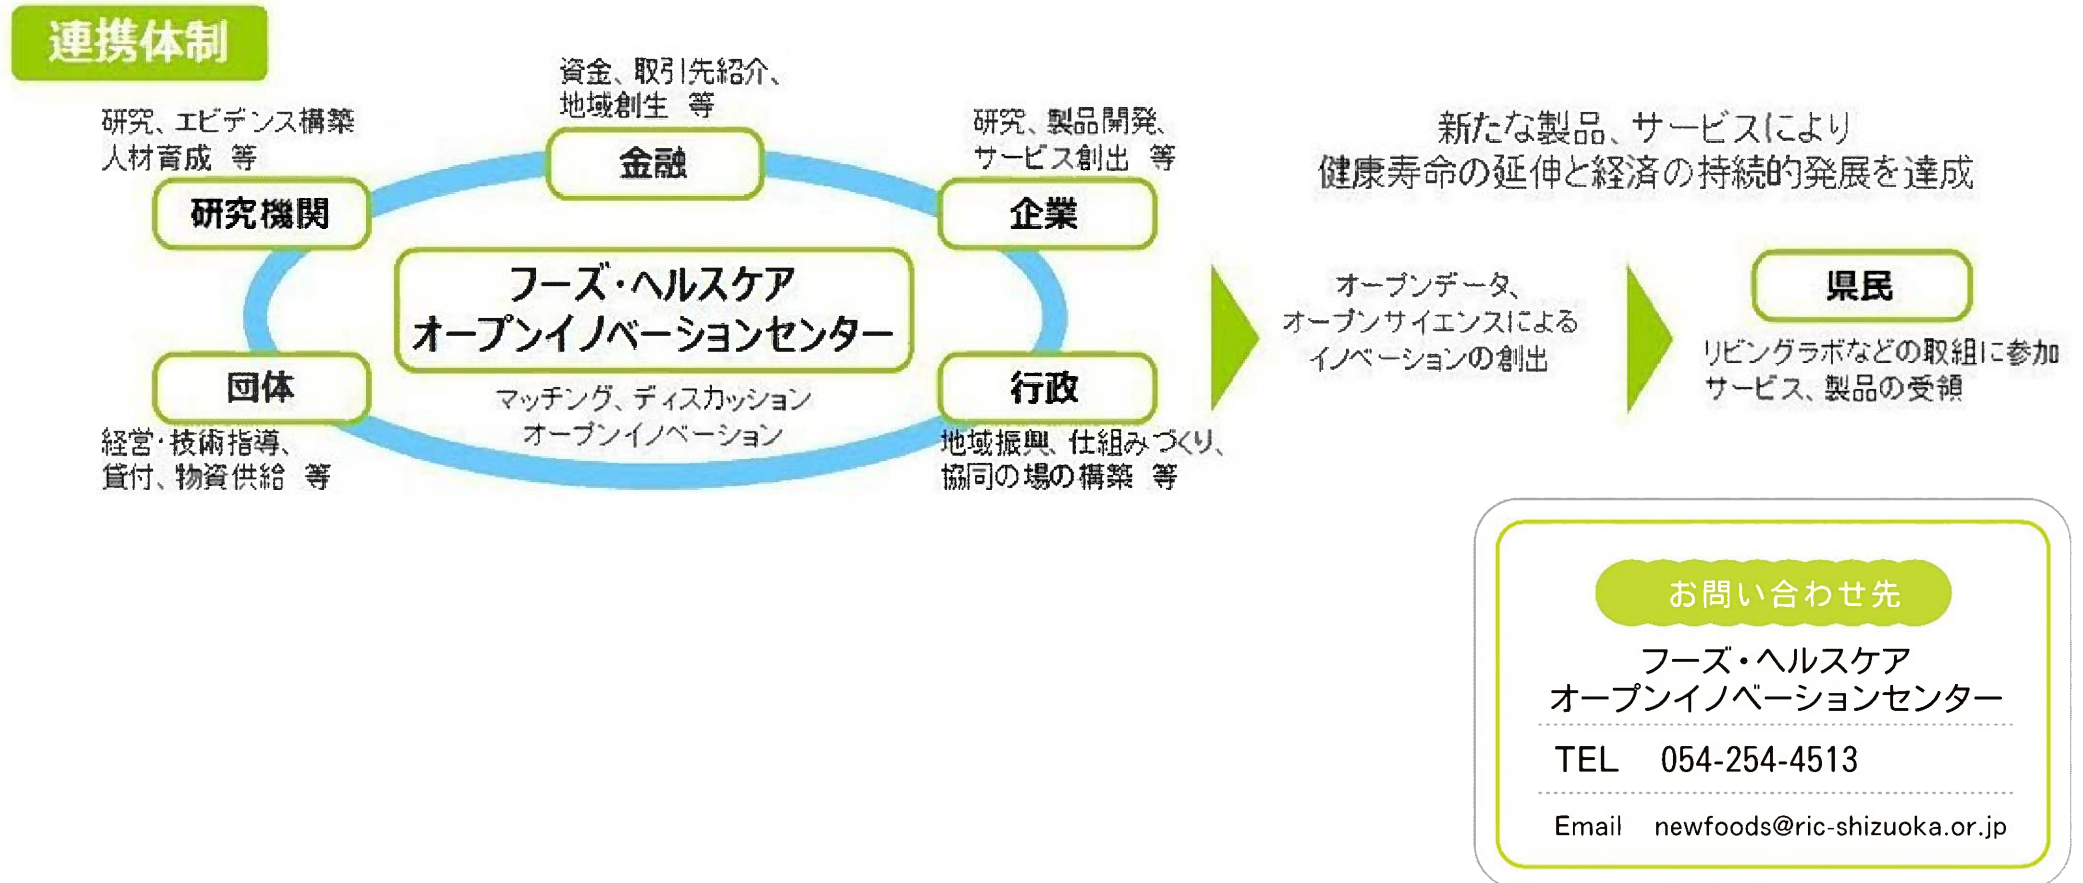 連携体制
資金、取引先紹介、
地域創生 等
金融
研究、エビデンス構築
人材育成 等
研究機関
研究、製品開発、
サービス創出 等
企業
フーズ・ヘルスケア
オープンイノベーションセンター
マッチング、ディスカッション
オープンイノベーション
団体
経営・技術指導、
貸付、物資供給 等
行政
地域振興、仕組みづくり、
協同の場の構築 等
新たな製品、サービスにより
健康寿命の延伸と経済の持続的発展を達成
オープンデータ、
オープンサイエンスによる
イノベーションの創出
県民
リビングラボなどの取組に参加
サービス、製品の受領
お問い合わせ先
フーズ・ヘルスケア
オープンイノベーションセンター
TEL 054-254-4513
Email newfoods@ric-shizuoka.or.jp